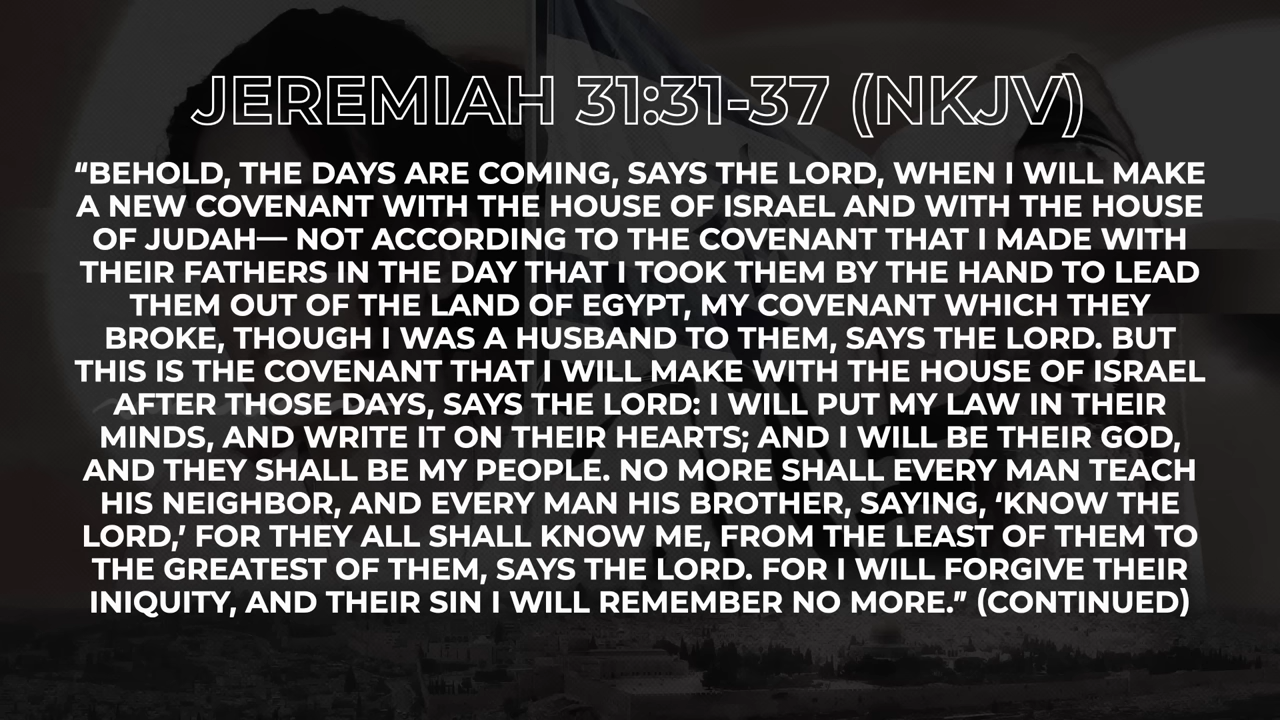 JEREMIAH 31:31-37 (NKJV)
“BEHOLD, THE DAYS ARE COMING, SAYS THE LORD, WHEN I WILL MAKE
A NEW COVENANT WITH THE HOUSE OF ISRAEL AND WITH THE HOUSE
OF JUDAH— NOT ACCORDING TO THE COVENANT THAT I MADE WITH
THEIR FATHERS IN THE DAY THAT I TOOK THEM BY THE HAND TO LEAD
THEM OUT OF THE LAND OF EGYPT, MY COVENANT WHICH THEY
BROKE, THOUGH I WAS A HUSBAND TO THEM, SAYS THE LORD. BUT
THIS IS THE COVENANT THAT I WILL MAKE WITH THE HOUSE OF ISRAEL
AFTER THOSE DAYS, SAYS THE LORD: I WILL PUT MY LAW IN THEIR
MINDS, AND WRITE IT ON THEIR HEARTS; AND I WILL BE THEIR GOD,
AND THEY SHALL BE MY PEOPLE. NO MORE SHALL EVERY MAN TEACH
HIS NEIGHBOR, AND EVERY MAN HIS BROTHER, SAYING, ‘KNOW THE
LORD,’ FOR THEY ALL SHALL KNOW ME, FROM THE LEAST OF THEM TO
THE GREATEST OF THEM, SAYS THE LORD. FOR I WILL FORGIVE THEIR
INIQUITY, AND THEIR SIN I WILL REMEMBER NO MORE.” (CONTINUED)